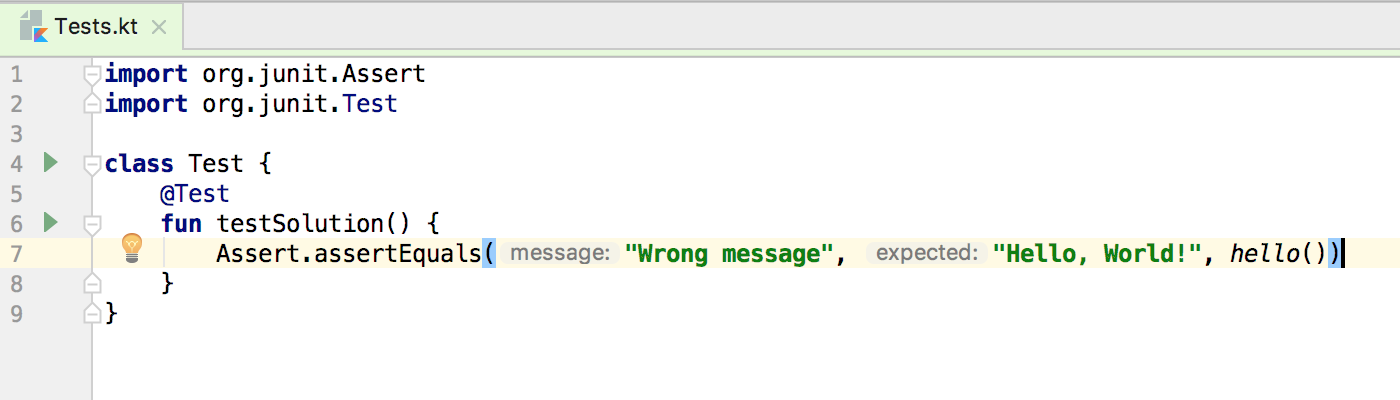 Tests.kt
1 import org.junit.Assert
2 import org.junit.Test
3
4 class Test {
5 @Test
6 fun testSolution() {
7 Assert.assertEquals( message: "Wrong message", expected: "Hello, World!", hello())
8 }
9 }